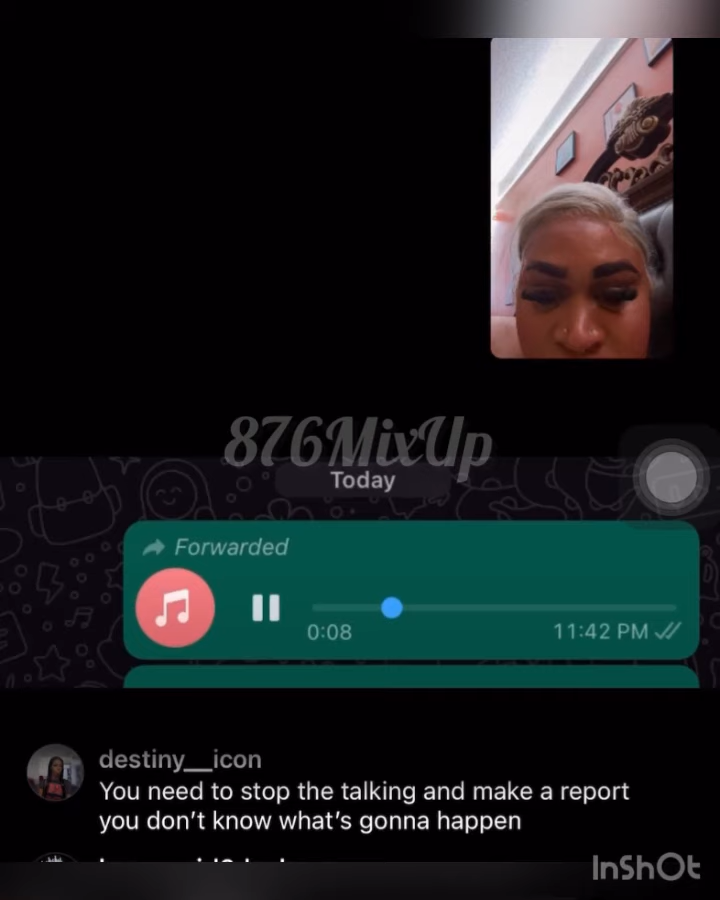 876MixUp
Today
Forwarded
0:08
11:42 PM
destiny__icon
You need to stop the talking and make a report
you don’t know what’s gonna happen
InShOt